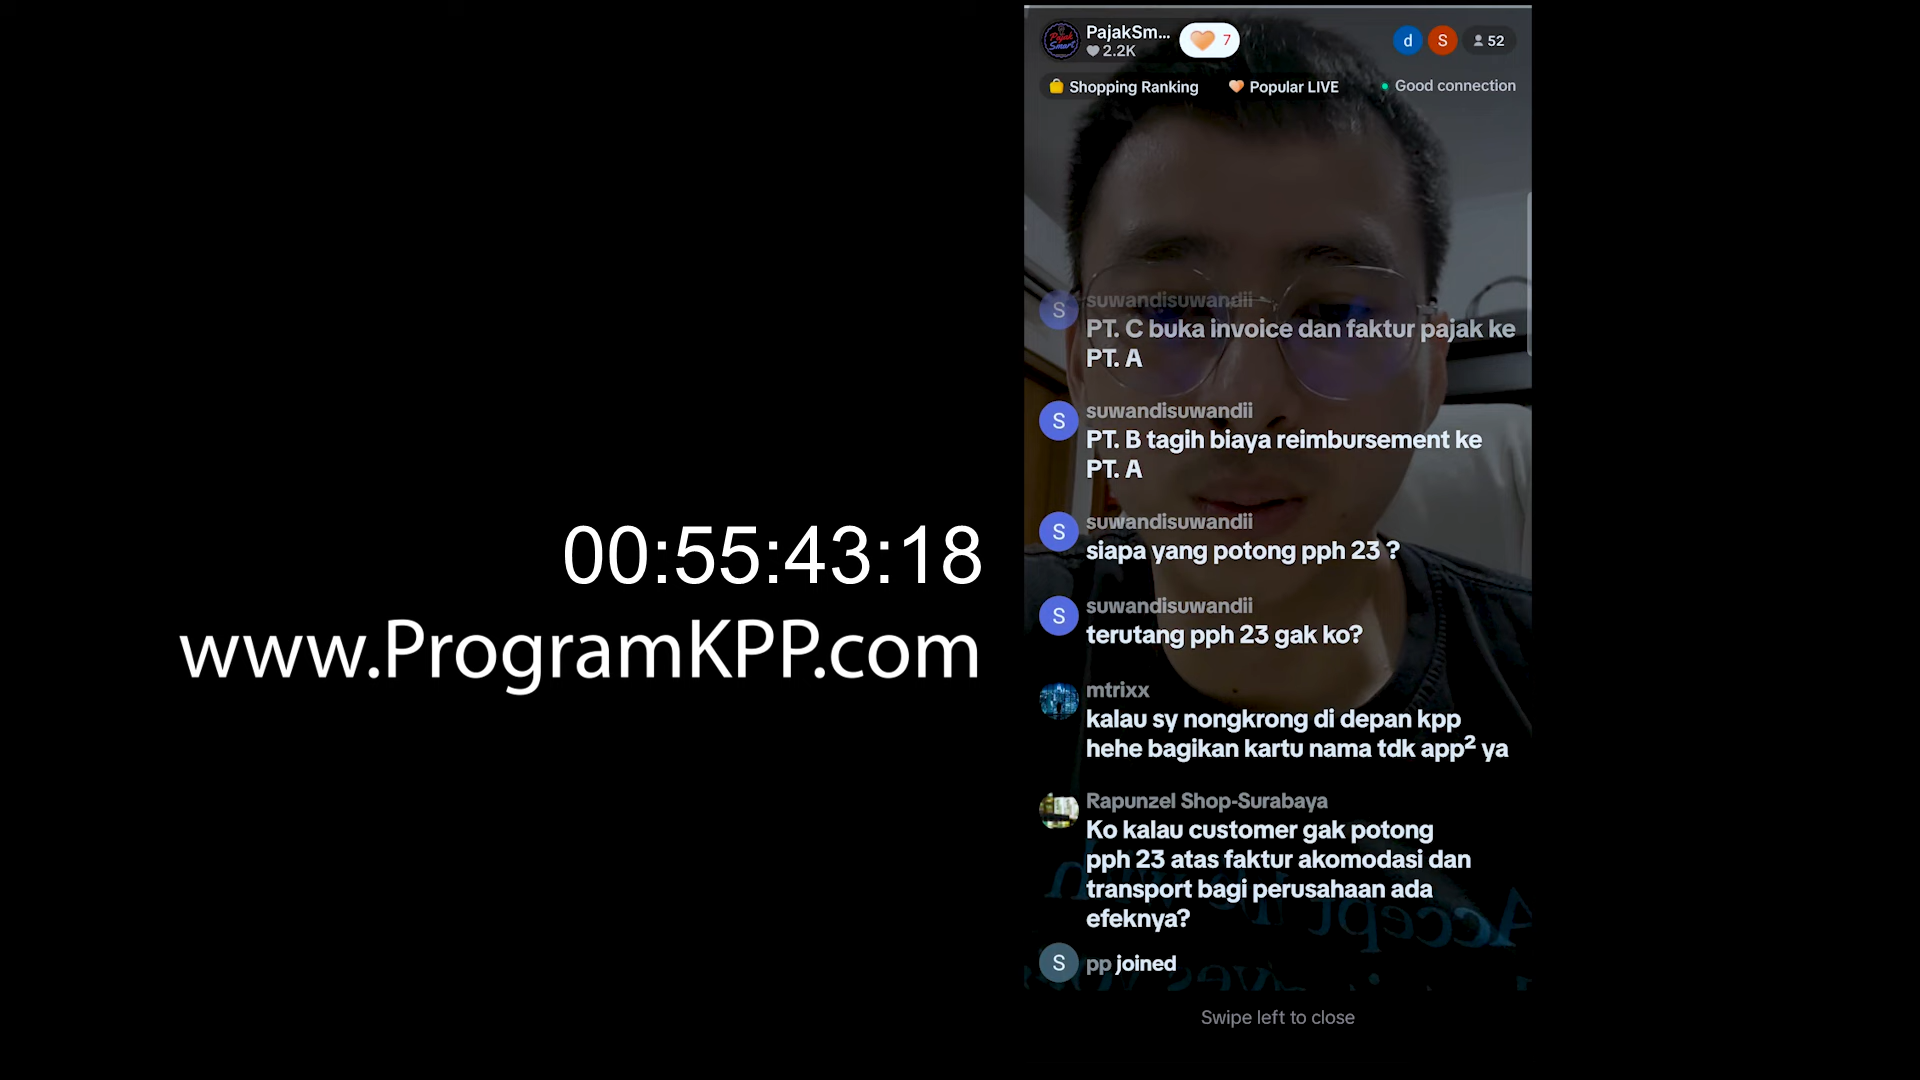 00:55:43:18
www.ProgramKPP.com
PajakSm...
2.2K
7
d
S
52
Shopping Ranking
Popular LIVE
Good connection
S
suwandisuwandii
PT. C buka invoice dan faktur pajak ke
PT. A
S
suwandisuwandii
PT. B tagih biaya reimbursement ke
PT. A
S
suwandisuwandii
siapa yang potong pph 23 ?
S
suwandisuwandii
terutang pph 23 gak ko?
mtrixx
kalau sy nongkrong di depan kpp
hehe bagikan kartu nama tdk app² ya
Rapunzel Shop-Surabaya
Ko kalau customer gak potong
pph 23 atas faktur akomodasi dan
transport bagi perusahaan ada
efeknya?
S
pp joined
Swipe left to close
Pajak
Smart
Accept